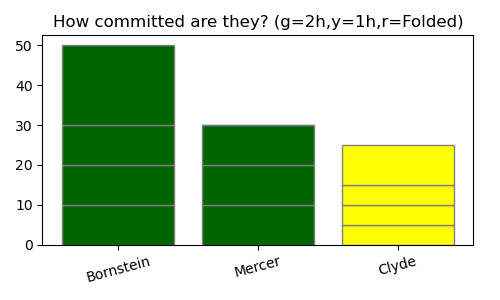 How committed are they? (g=2h,y=1h,r=Folded)
50
40
30
20
10
0
Bornstein
Mercer
Clyde